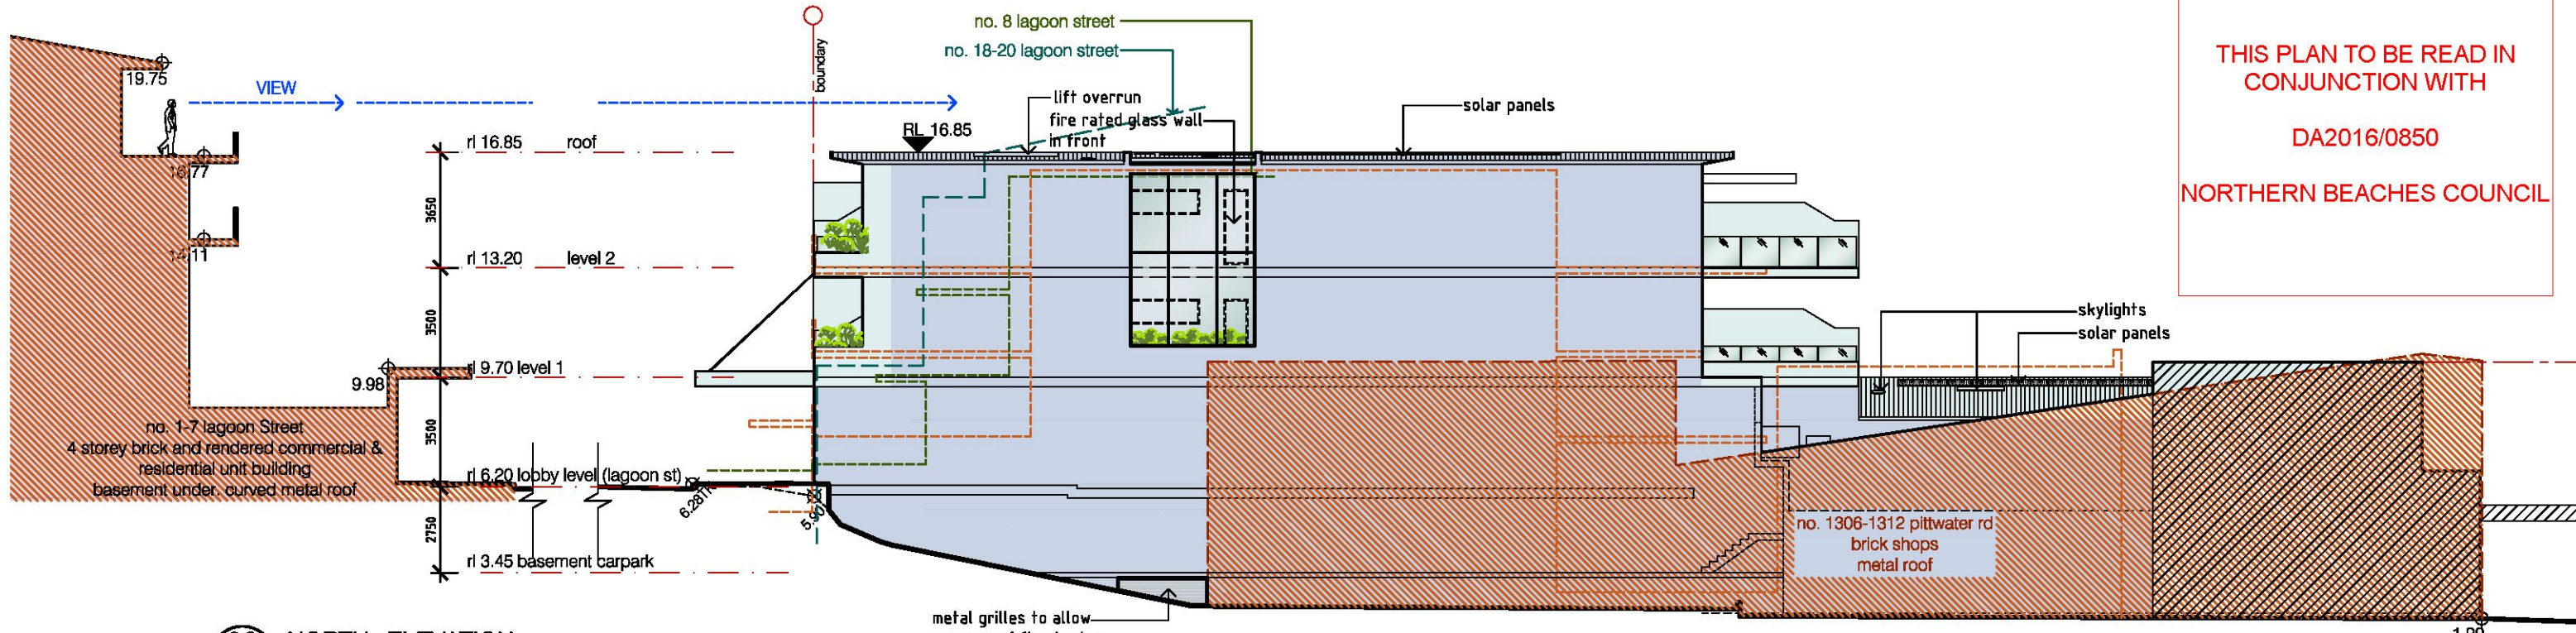 no. 8 lagoon street
no. 18-20 lagoon street
boundary
THIS PLAN TO BE READ IN
CONJUNCTION WITH
DA2016/0850
NORTHERN BEACHES COUNCIL
19.75
VIEW
lift overrun
fire rated glass wall
in front
solar panels
RL 16.85
rl 16.85 roof
16.77
3650
14.11
rl 13.20 level 2
3500
skylights
solar panels
rl 9.70 level 1
9.98
3500
no. 1-7 lagoon Street
4 storey brick and rendered commercial &
residential unit building
basement under. curved metal roof
rl 6.20 lobby level (lagoon st)
2750
rl 3.45 basement carpark
no. 1306-1312 pittwater rd
brick shops
metal roof
metal grilles to allow